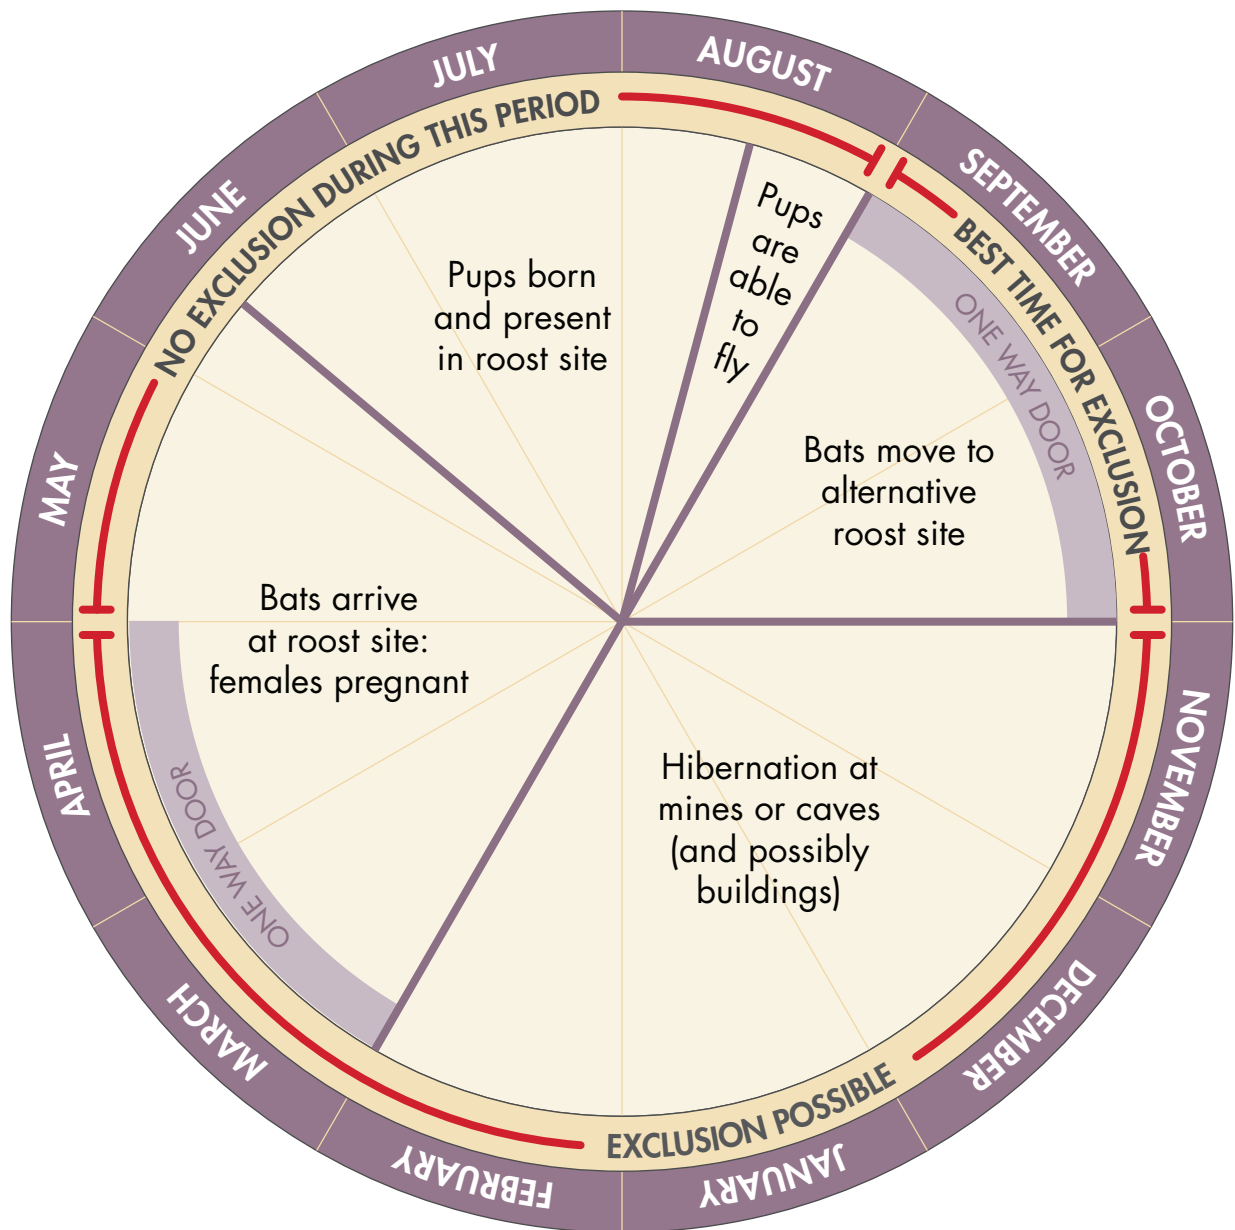 JANUARY
FEBRUARY
MARCH
APRIL
MAY
JUNE
JULY
AUGUST
SEPTEMBER
OCTOBER
NOVEMBER
DECEMBER
NO EXCLUSION DURING THIS PERIOD
BEST TIME FOR EXCLUSION
EXCLUSION POSSIBLE
Pups born
and present
in roost site
Pups
are
able
to
fly
ONE WAY DOOR
Bats move to
alternative
roost site
Bats arrive
at roost site:
females pregnant
ONE WAY DOOR
Hibernation at
mines or caves
(and possibly
buildings)